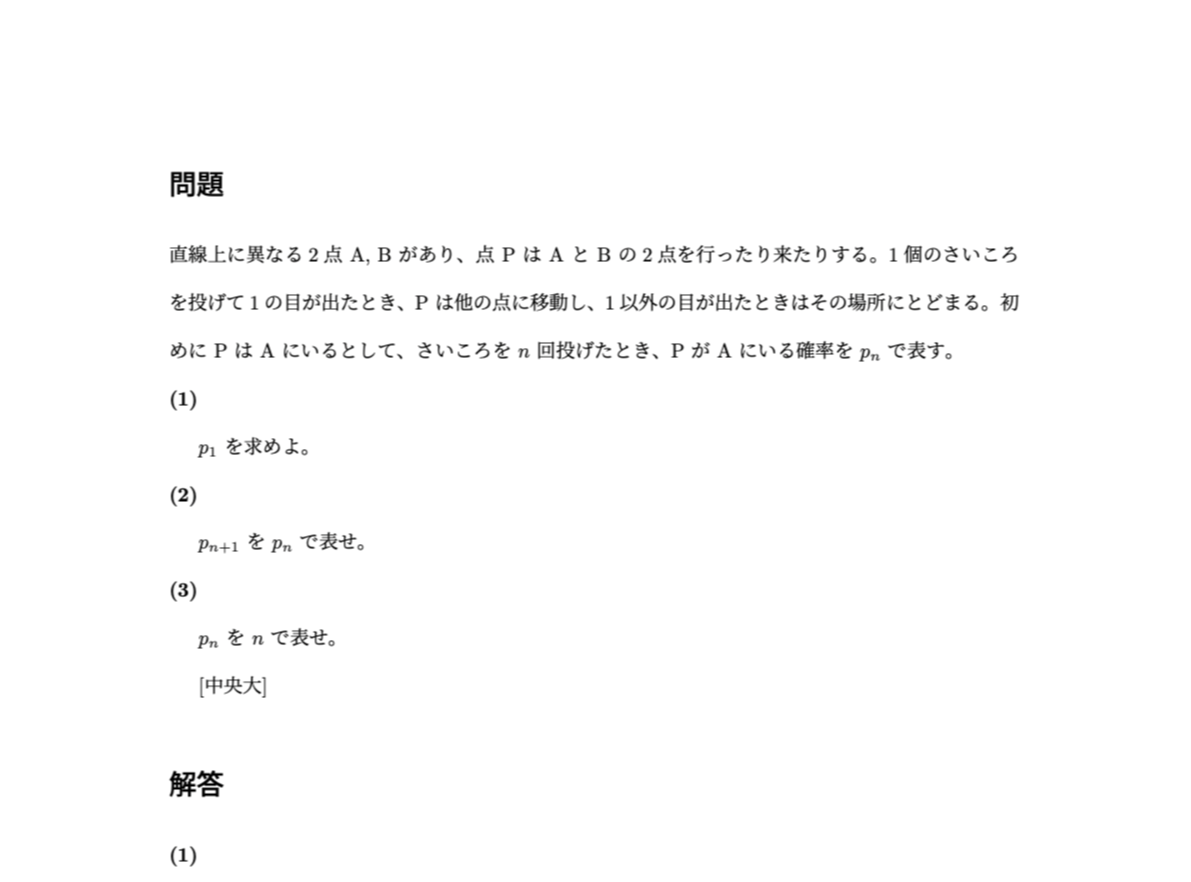 問題
直線上に異なる 2 点 A, B があり、点 P は A と B の 2 点を行ったり来たりする。1 個のさいころ
を投げて 1 の目が出たとき、P は他の点に移動し、1 以外の目が出たときはその場所にとどまる。初
めに P は A にいるとして、さいころを n 回投げたとき、P が A にいる確率を pₙ で表す。
(1)
p₁ を求めよ。
(2)
pₙ₊₁ を pₙ で表せ。
(3)
pₙ を n で表せ。
[中央大]
解答
(1)